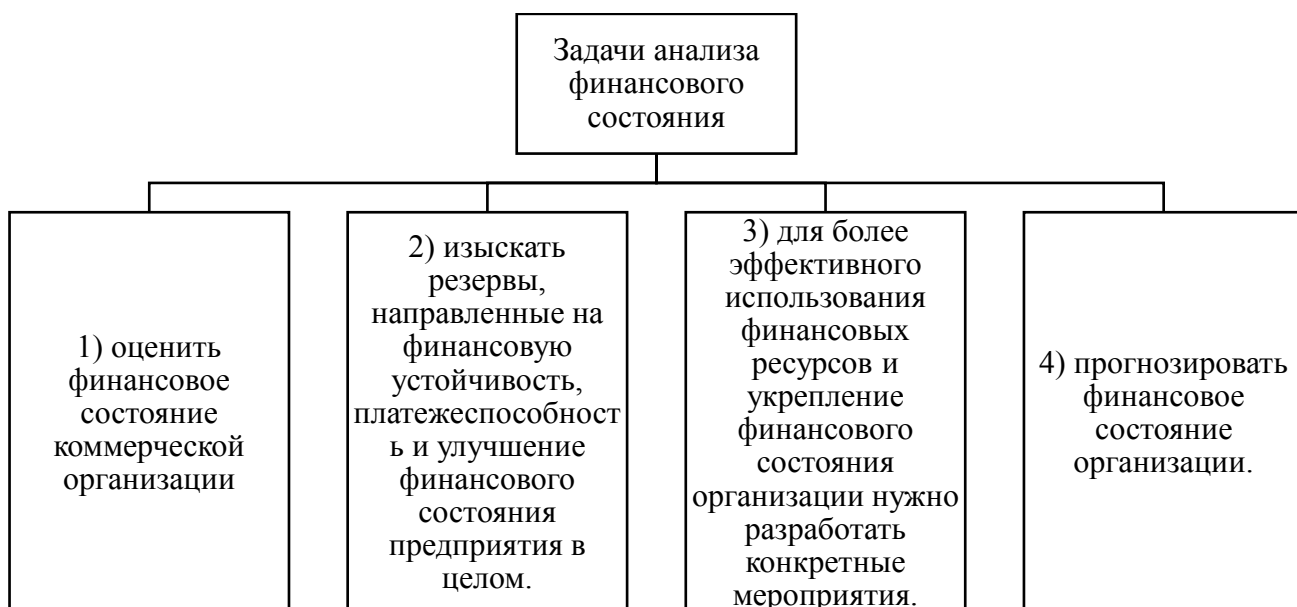 Задачи анализа
финансового
состояния
1) оценить
финансовое
состояние
коммерческой
организации
2) изыскать
резервы,
направленные на
финансовую
устойчивость,
платежеспособност
ь и улучшение
финансового
состояния
предприятия в
целом.
3) для более
эффективного
использования
финансовых
ресурсов и
укрепление
финансового
состояния
организации нужно
разработать
конкретные
мероприятия.
4) прогнозировать
финансовое
состояние
организации.